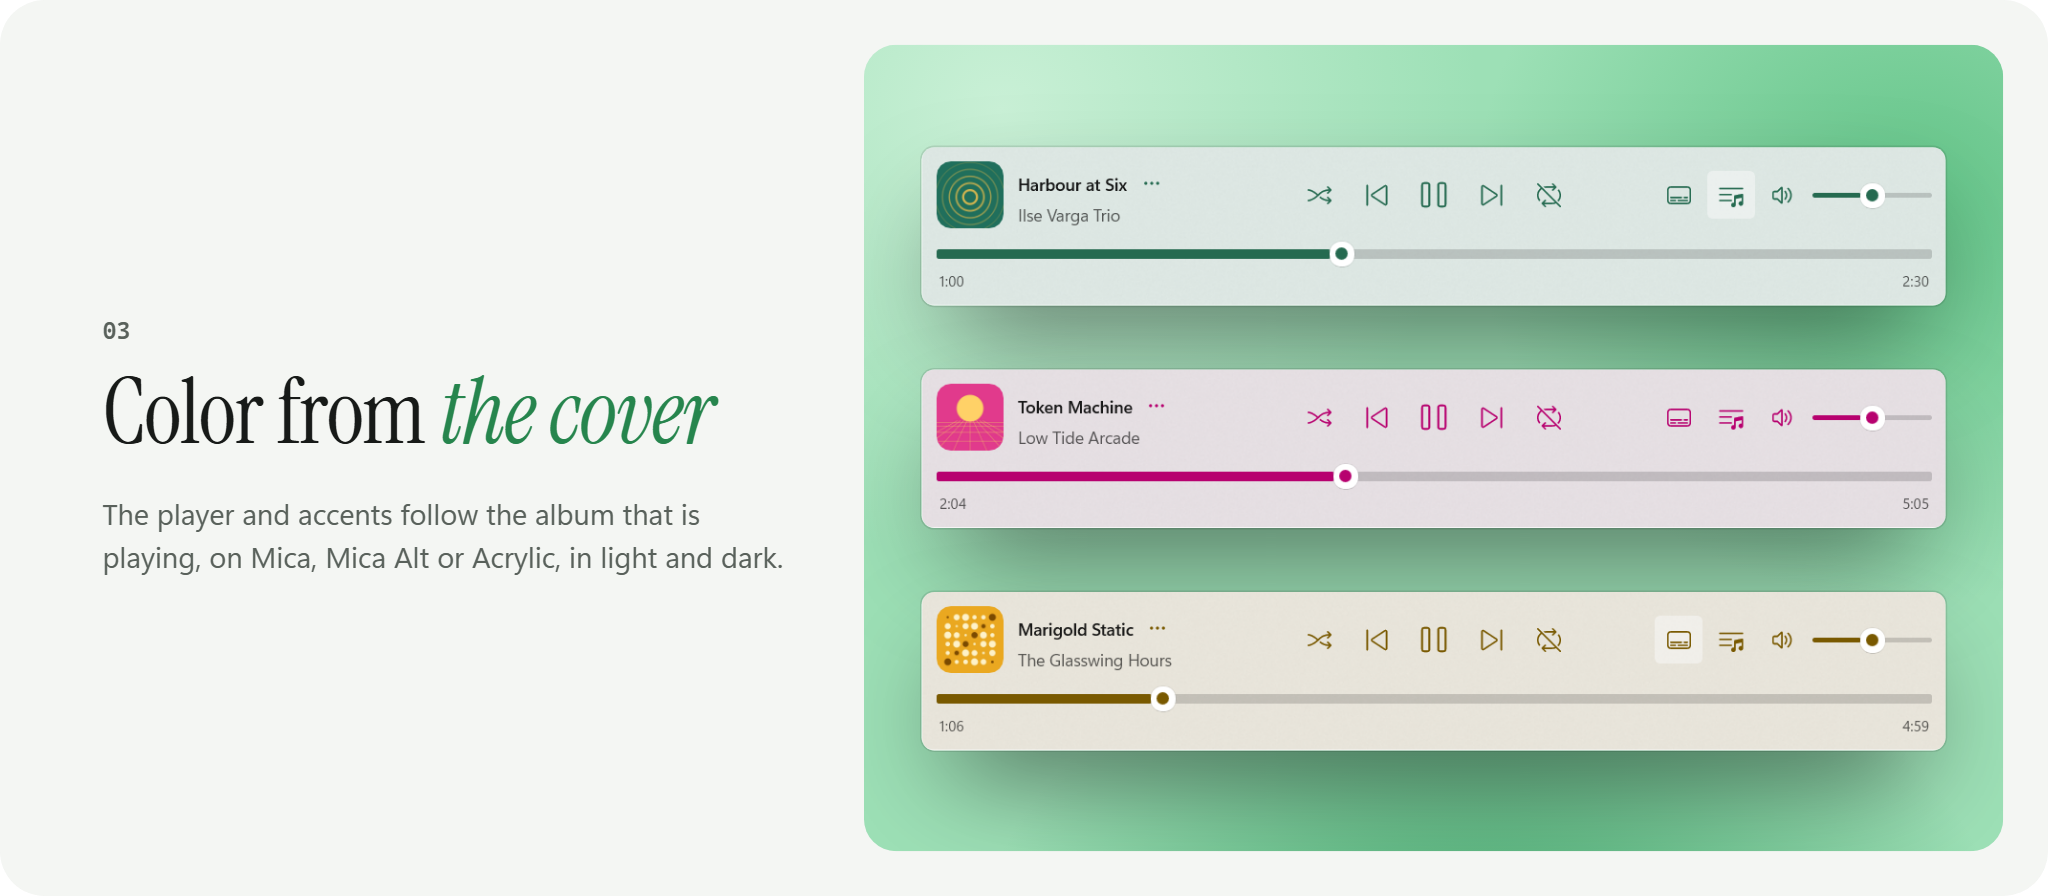 03
Color from the cover
The player and accents follow the album that is
playing, on Mica, Mica Alt or Acrylic, in light and dark.
Harbour at Six
Ilse Varga Trio
1:00
2:30
Token Machine
Low Tide Arcade
2:04
5:05
Marigold Static
The Glasswing Hours
1:06
4:59